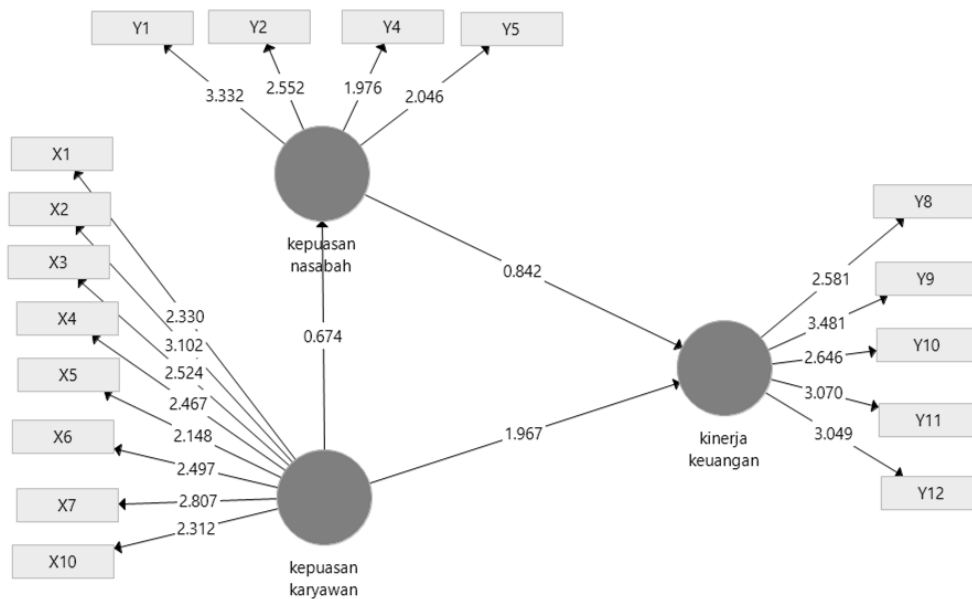 Y1
Y2
Y4
Y5
3.332
2.552
1.976
2.046
X1
X2
X3
X4
X5
X6
X7
X10
2.330
3.102
2.524
2.467
2.148
2.497
2.807
2.312
kepuasan
nasabah
0.674
0.842
1.967
kepuasan
karyawan
kinerja
keuangan
2.581
3.481
2.646
3.070
3.049
Y8
Y9
Y10
Y11
Y12